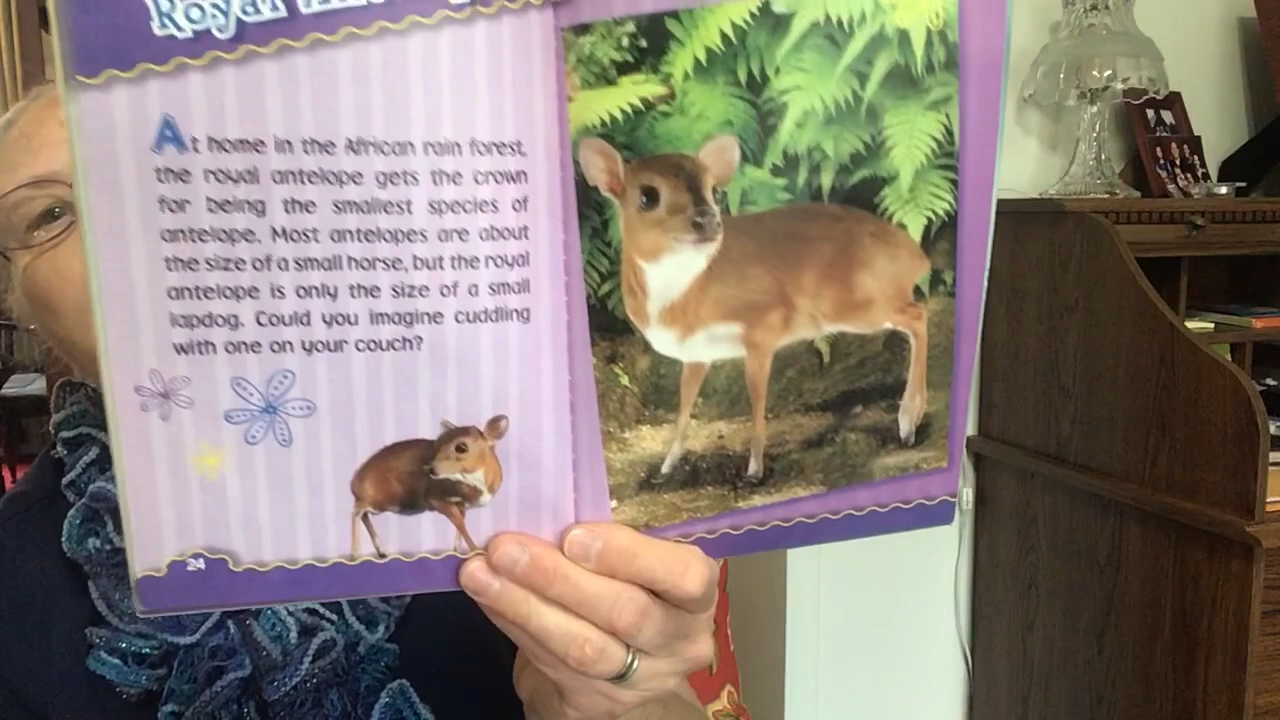 Royal
At home in the African rain forest,
the royal antelope gets the crown
for being the smallest species of
antelope. Most antelopes are about
the size of a small horse, but the royal
antelope is only the size of a small
lapdog. Could you imagine cuddling
with one on your couch?
24